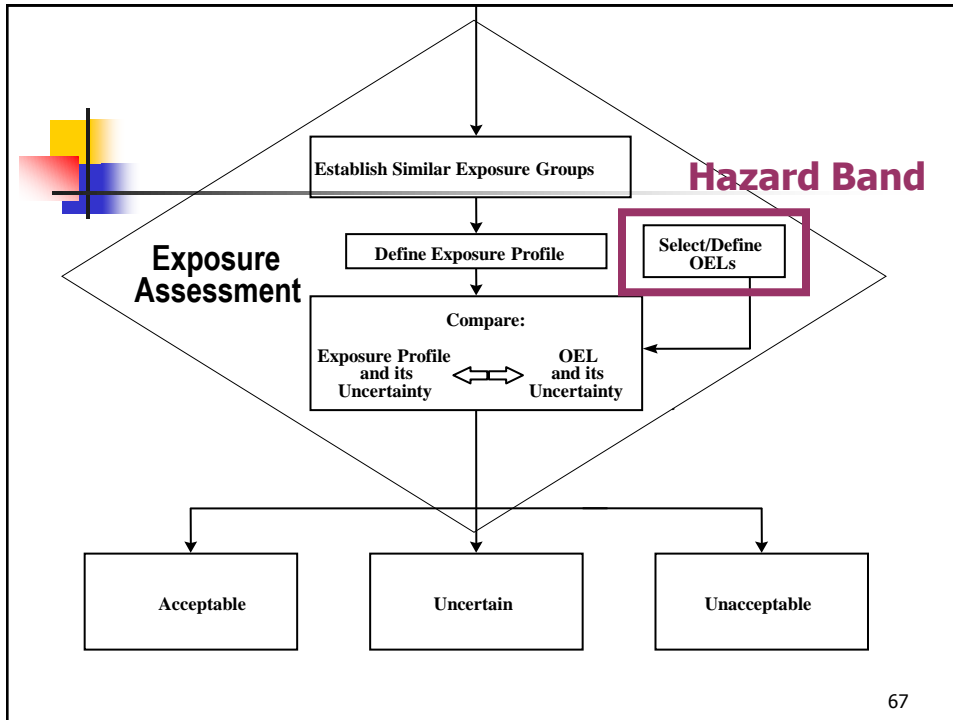 Establish Similar Exposure Groups
Hazard Band
Define Exposure Profile
Select/Define
OELs
Exposure
Assessment
Compare:
Exposure Profile
and its
Uncertainty
OEL
and its
Uncertainty
Acceptable
Uncertain
Unacceptable
67